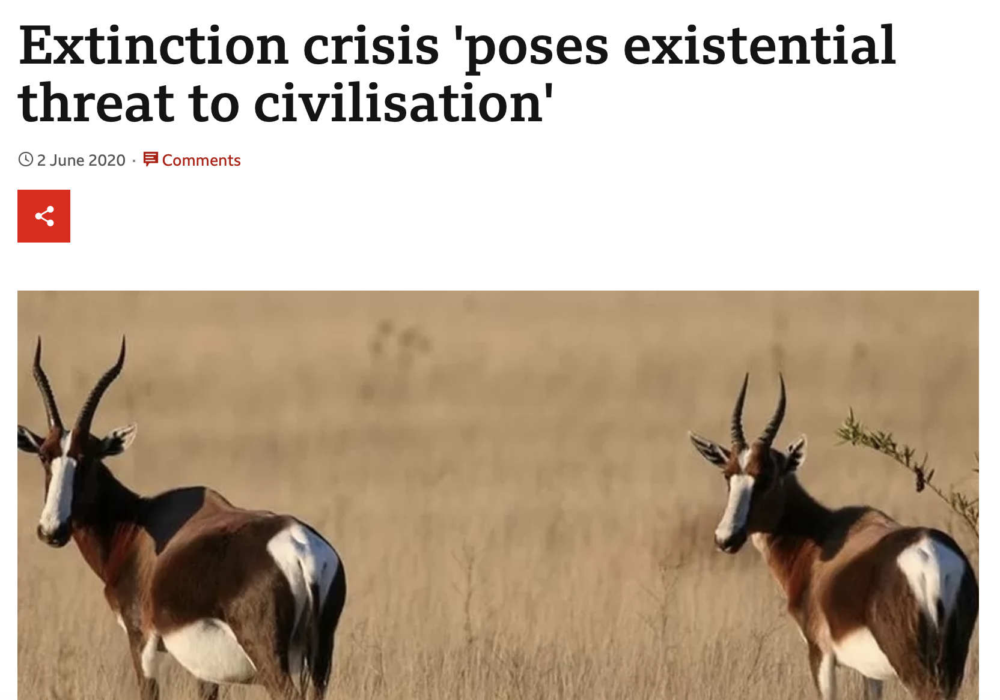 Extinction crisis 'poses existential
threat to civilisation'
2 June 2020 · Comments